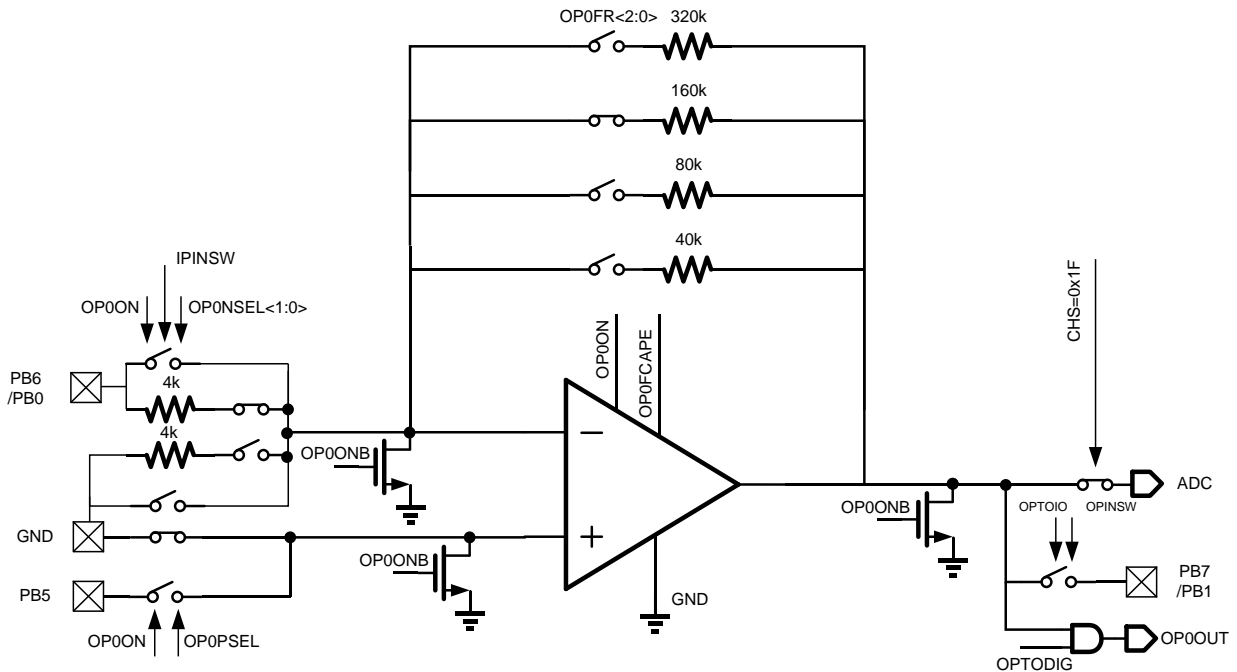 OP0FR<2:0>
320k
160k
80k
40k
IPINSW
OP0ON
OP0NSEL<1:0>
PB6
/PB0
4k
4k
GND
PB5
OP0ON
OP0PSEL
OP0ONB
OP0ONB
OP0ON
OP0FCAPE
GND
OP0ONB
CHS=0x1F
ADC
OPTOIO
OPINSW
PB7
/PB1
OP0OUT
OPTODIG